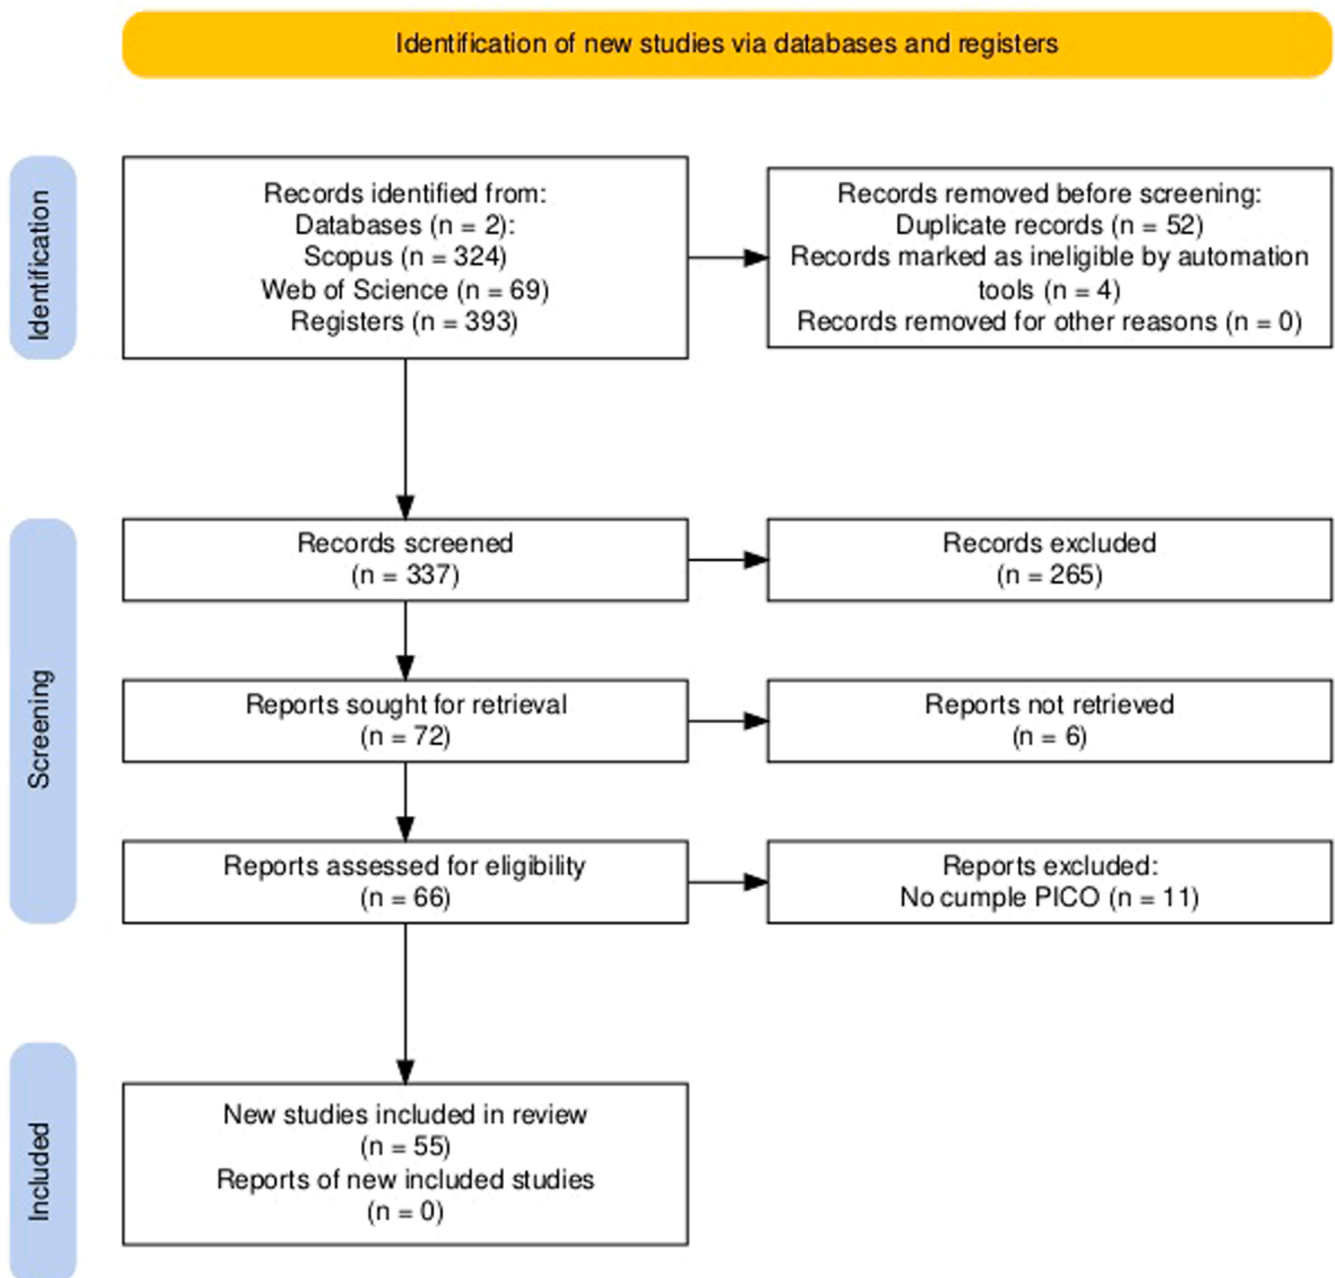 Identification of new studies via databases and registers
Identification
Records identified from:
Databases (n = 2):
Scopus (n = 324)
Web of Science (n = 69)
Registers (n = 393)
Records removed before screening:
Duplicate records (n = 52)
Records marked as ineligible by automation
tools (n = 4)
Records removed for other reasons (n = 0)
Screening
Records screened
(n = 337)
Records excluded
(n = 265)
Reports sought for retrieval
(n = 72)
Reports not retrieved
(n = 6)
Reports assessed for eligibility
(n = 66)
Reports excluded:
No cumple PICO (n = 11)
Included
New studies included in review
(n = 55)
Reports of new included studies
(n = 0)